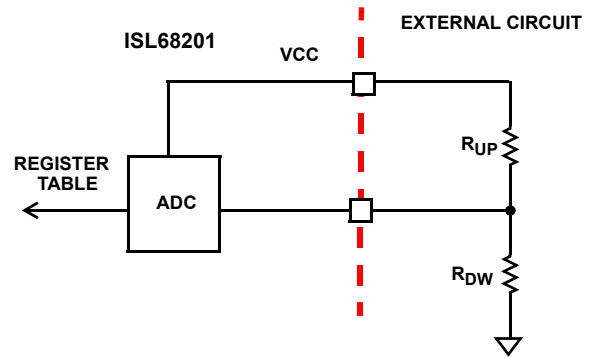 ISL68201
EXTERNAL CIRCUIT
VCC
RUP
REGISTER
TABLE
ADC
RDW